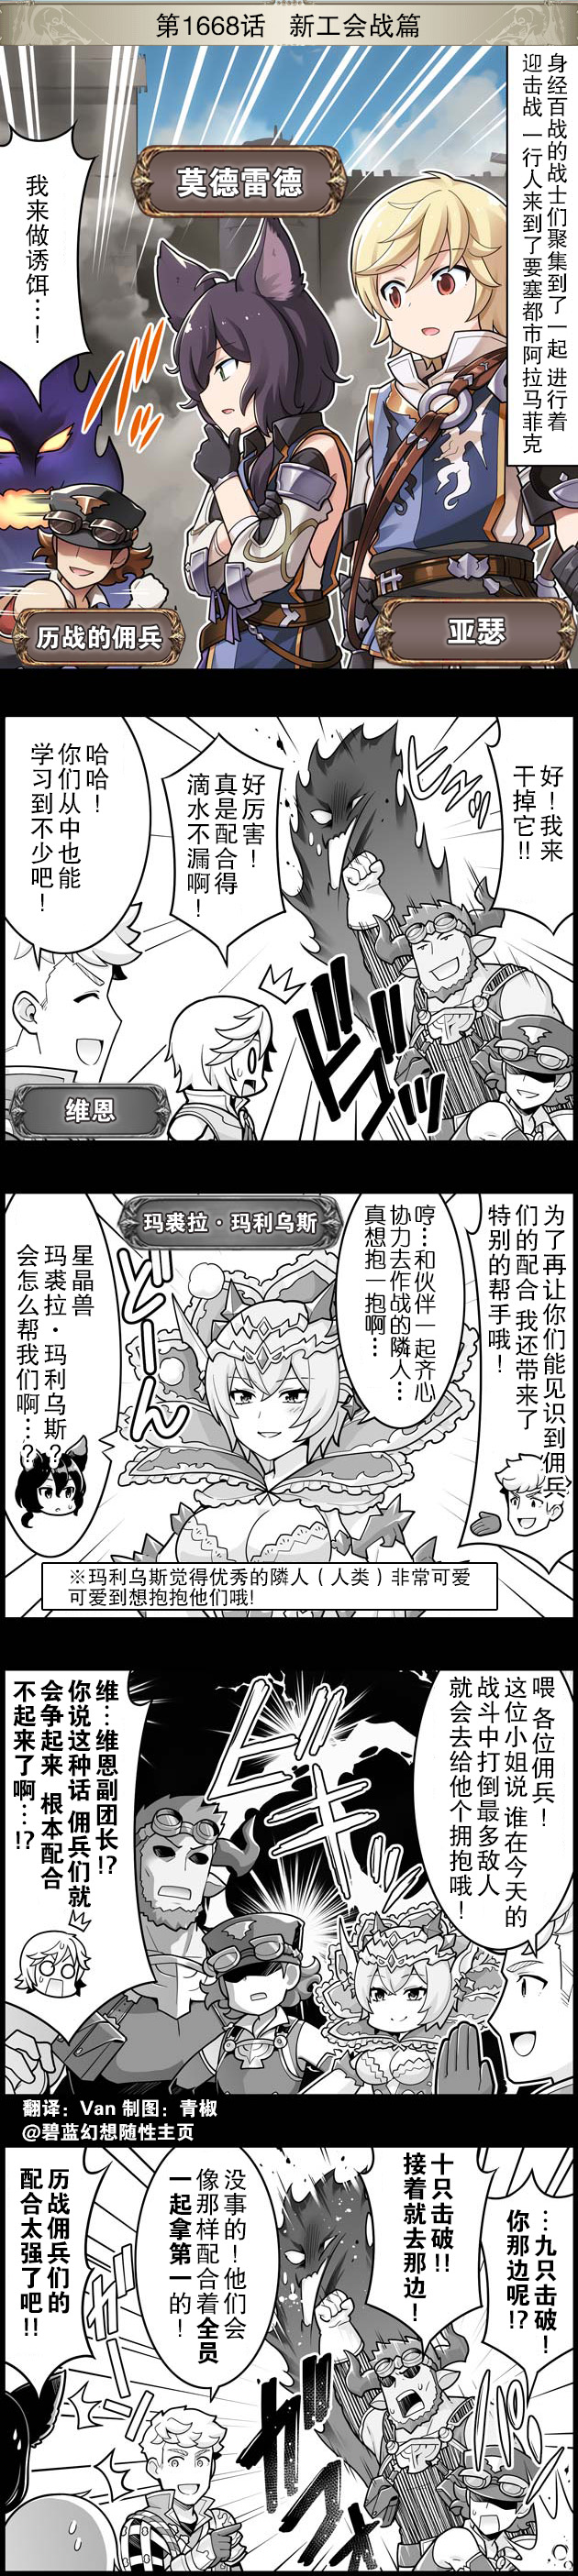 第1668话　新工会战篇
身经百战的战士们聚集到了一起 进行着
迎击战 一行人来到了要塞都市阿拉马菲克
莫德雷德
我来做诱饵…！
历战的佣兵
亚瑟
好！我来
干掉它!!
好厉害！
真是配合得
滴水不漏啊！
哈哈！
你们从中也能
学习到不少吧！
ドドッ
维恩
为了再让你们能见识到佣兵
们的配合 我还带来了
特别的帮手哦！
玛裘拉·玛利乌斯
哼…和伙伴一起齐心
协力去作战的隣人…
真想抱一抱啊…
どーん
星晶兽
玛裘拉·玛利乌斯?
会怎么帮我们啊…?
※玛利乌斯觉得优秀的隣人（人类）非常可爱
可爱到想抱抱他们哦!
喂 各位佣兵！
这位小姐说 谁在今天的
战斗中打倒最多敌人
就会去给他个拥抱哦！
ピシッ
维…维恩副团长!?
你说这种话 佣兵们就
会争起来 根本配合
不起来了啊…!?
翻译：Van 制图：青椒
@碧蓝幻想随性主页
…九只击破！
你那边呢!?
十只击破!!
接着就去那边！
没事的！他们会
像那样配合着全员
一起拿第一的！
历战佣兵们的
配合太强了吧!!